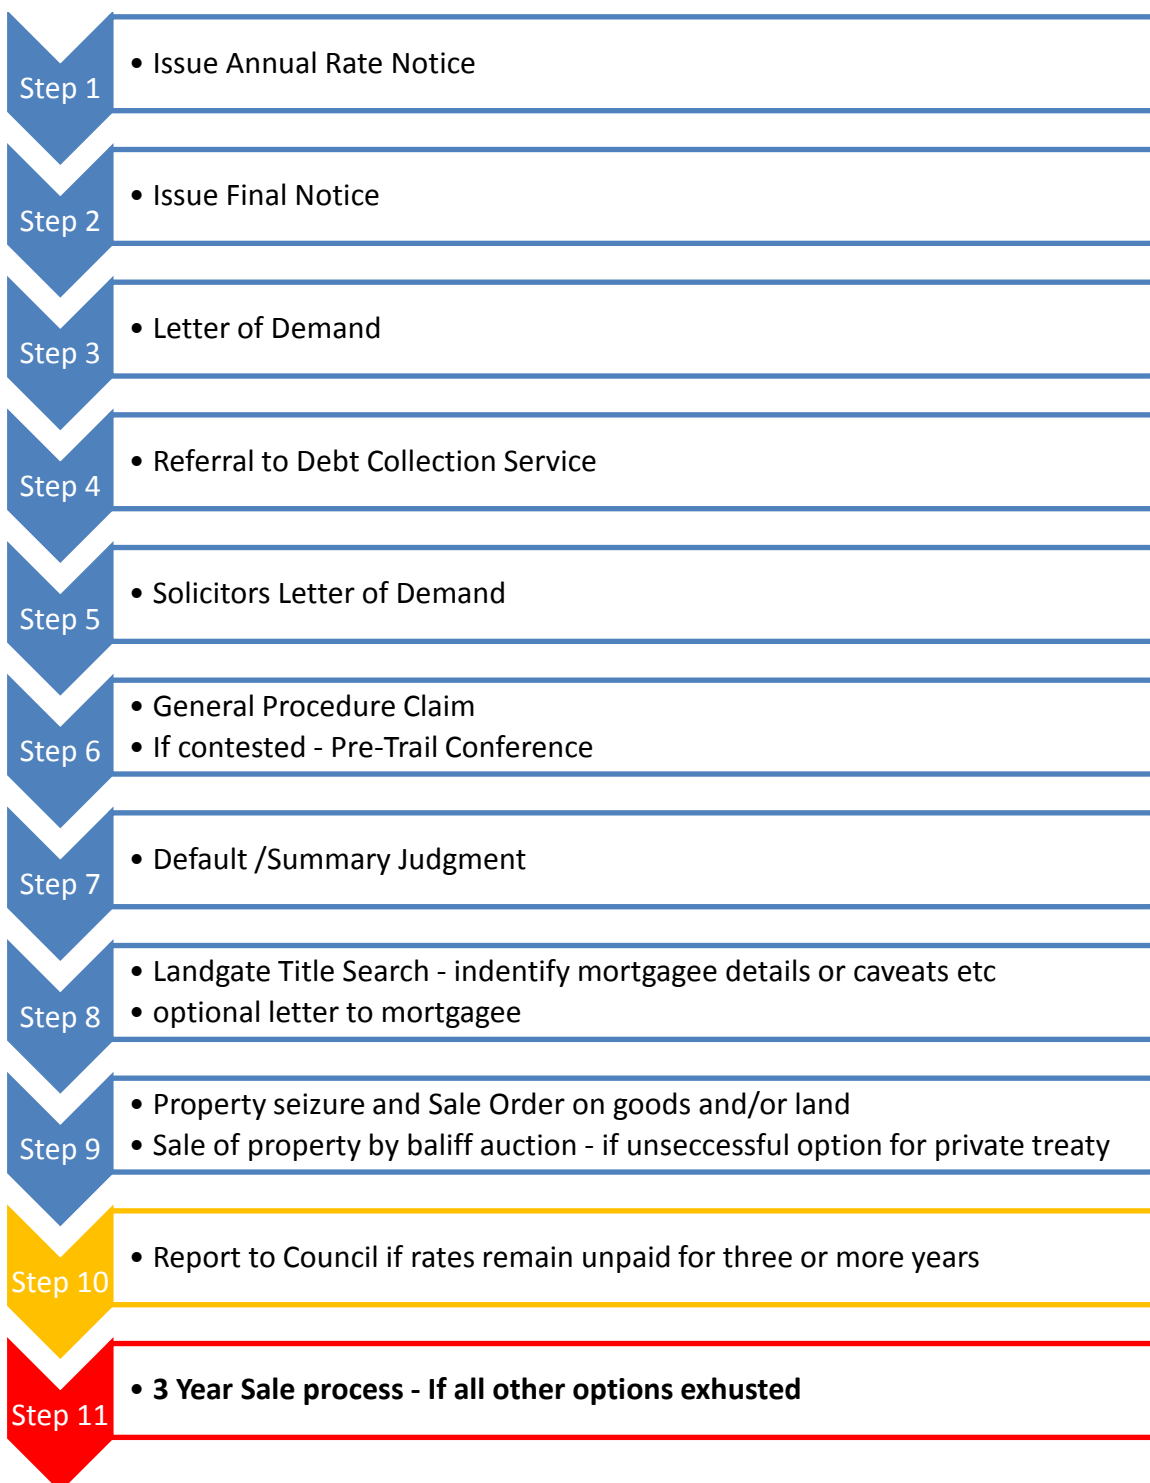 Step 1
• Issue Annual Rate Notice
Step 2
• Issue Final Notice
Step 3
• Letter of Demand
Step 4
• Referral to Debt Collection Service
Step 5
• Solicitors Letter of Demand
Step 6
• General Procedure Claim
• If contested - Pre-Trail Conference
Step 7
• Default /Summary Judgment
Step 8
• Landgate Title Search - indentify mortgagee details or caveats etc
• optional letter to mortgagee
Step 9
• Property seizure and Sale Order on goods and/or land
• Sale of property by baliff auction - if unseccessful option for private treaty
Step 10
• Report to Council if rates remain unpaid for three or more years
Step 11
• 3 Year Sale process - If all other options exhusted